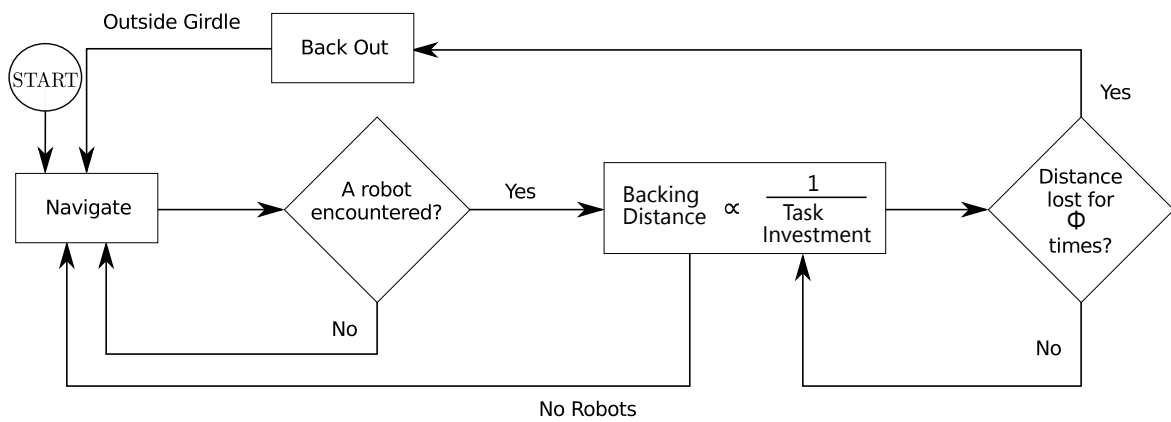 Outside Girdle
Back Out
START
Yes
Navigate
A robot
encountered?
Yes
Backing
Distance
∝
1
Task
Investment
Distance
lost for
Φ
times?
No
No
No Robots